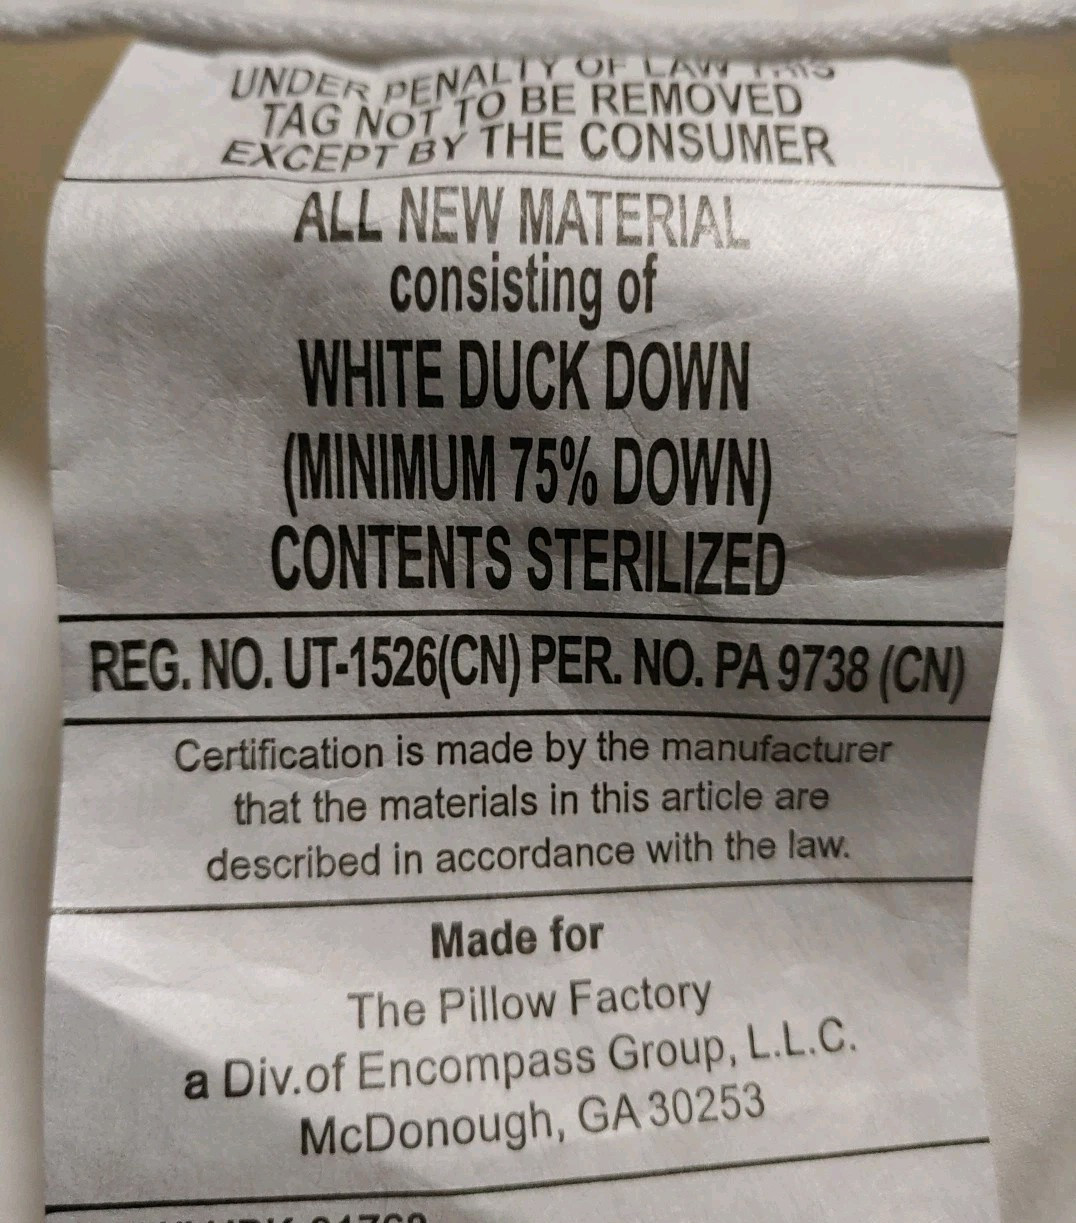 UNDER PENALTY OF LAW THIS
TAG NOT TO BE REMOVED
EXCEPT BY THE CONSUMER
ALL NEW MATERIAL
consisting of
WHITE DUCK DOWN
(MINIMUM 75% DOWN)
CONTENTS STERILIZED
REG. NO. UT-1526(CN) PER. NO. PA 9738 (CN)
Certification is made by the manufacturer
that the materials in this article are
described in accordance with the law.
Made for
The Pillow Factory
a Div.of Encompass Group, L.L.C.
McDonough, GA 30253